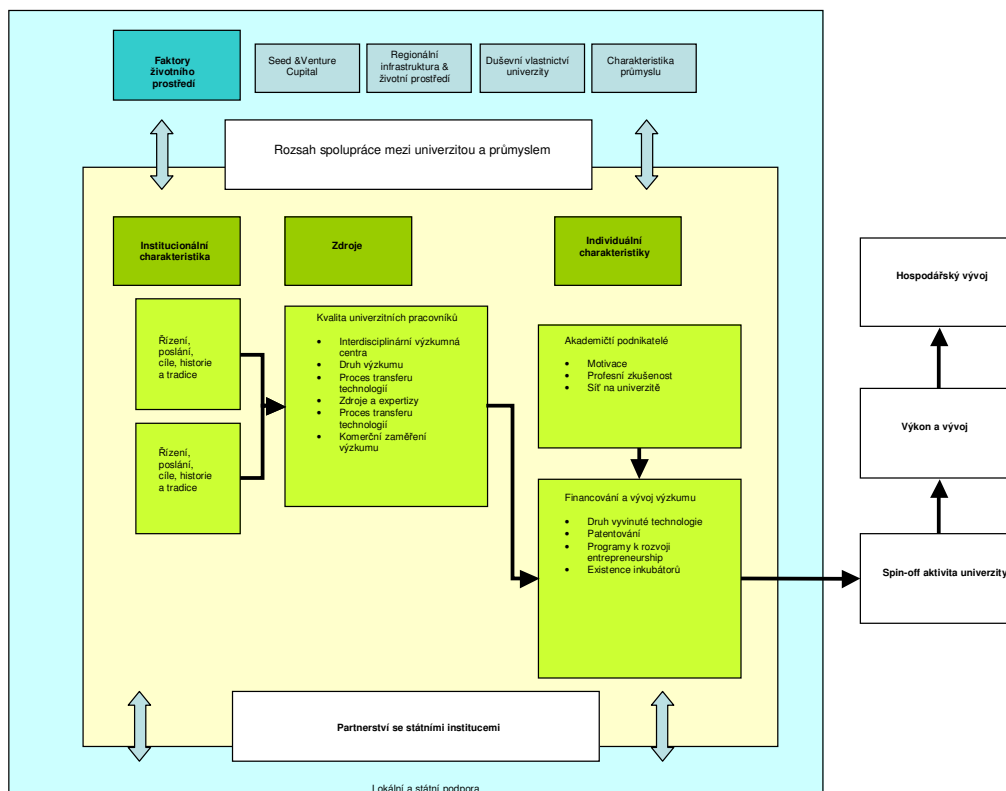 Faktory
životního
prostředí
Seed &Venture
Cupital
Regionální
infrastruktura &
životní prostředí
Duševní vlastnictví
univerzity
Charakteristika
průmyslu
Rozsah spolupráce mezi univerzitou a průmyslem
Institucionální
charakteristika
Zdroje
Individuální
charakteristiky
Řízení,
poslání,
cíle, historie
a tradice
Řízení,
poslání,
cíle, historie
a tradice
Kvalita univerzitních pracovníků
• Interdisciplinární výzkumná
centra
• Druh výzkumu
• Proces transferu
technologií
• Zdroje a expertizy
• Proces transferu
technologií
• Komerční zaměření
výzkumu
Akademičtí podnikatelé
• Motivace
• Profesní zkušenost
• Síť na univerzitě
Financování a vývoj výzkumu
• Druh vyvinuté technologie
• Patentování
• Programy k rozvoji
entrepreneurship
• Existence inkubátorů
Hospodářský vývoj
Výkon a vývoj
Spin-off aktivita univerzity
Partnerství se státními institucemi
Lokální a státní podpora